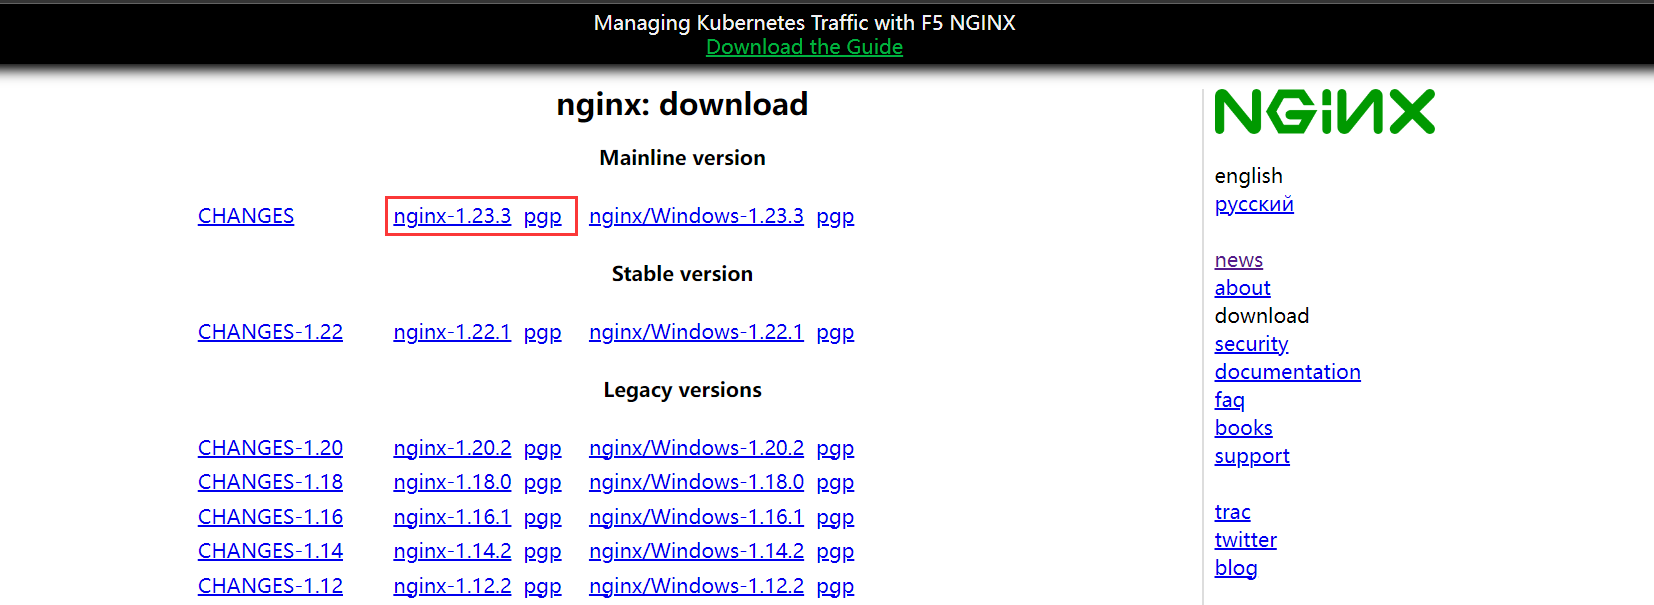 Managing Kubernetes Traffic with F5 NGINX
Download the Guide
nginx: download
Mainline version
CHANGES nginx-1.23.3 pgp nginx/Windows-1.23.3 pgp
Stable version
CHANGES-1.22 nginx-1.22.1 pgp nginx/Windows-1.22.1 pgp
Legacy versions
CHANGES-1.20 nginx-1.20.2 pgp nginx/Windows-1.20.2 pgp
CHANGES-1.18 nginx-1.18.0 pgp nginx/Windows-1.18.0 pgp
CHANGES-1.16 nginx-1.16.1 pgp nginx/Windows-1.16.1 pgp
CHANGES-1.14 nginx-1.14.2 pgp nginx/Windows-1.14.2 pgp
CHANGES-1.12 nginx-1.12.2 pgp nginx/Windows-1.12.2 pgp
NGINX
english
русский
news
about
download
security
documentation
faq
books
support
trac
twitter
blog